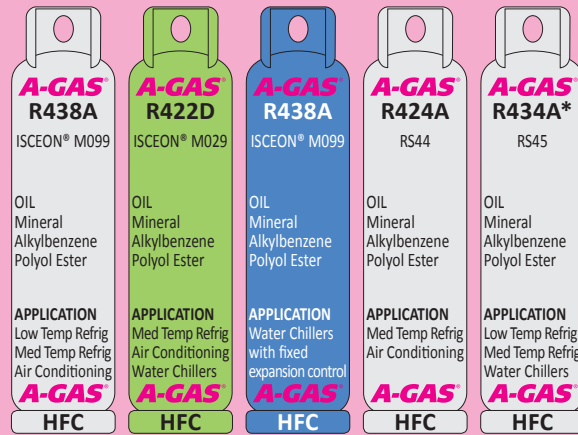 A-GAS®
R438A
ISCEON® M099
OIL
Mineral
Alkylbenzene
Polyol Ester
APPLICATION
Low Temp Refrig
Med Temp Refrig
Air Conditioning
A-GAS®
HFC
A-GAS®
R422D
ISCEON® M029
OIL
Mineral
Alkylbenzene
Polyol Ester
APPLICATION
Med Temp Refrig
Air Conditioning
Water Chillers
A-GAS®
HFC
A-GAS®
R438A
ISCEON® M099
OIL
Mineral
Alkylbenzene
Polyol Ester
APPLICATION
Water Chillers
with fixed
expansion control
A-GAS®
HFC
A-GAS®
R424A
RS44
OIL
Mineral
Alkylbenzene
Polyol Ester
APPLICATION
Med Temp Refrig
Air Conditioning
A-GAS®
HFC
A-GAS®
R434A*
RS45
OIL
Mineral
Alkylbenzene
Polyol Ester
APPLICATION
Low Temp Refrig
Med Temp Refrig
Water Chillers
A-GAS®
HFC